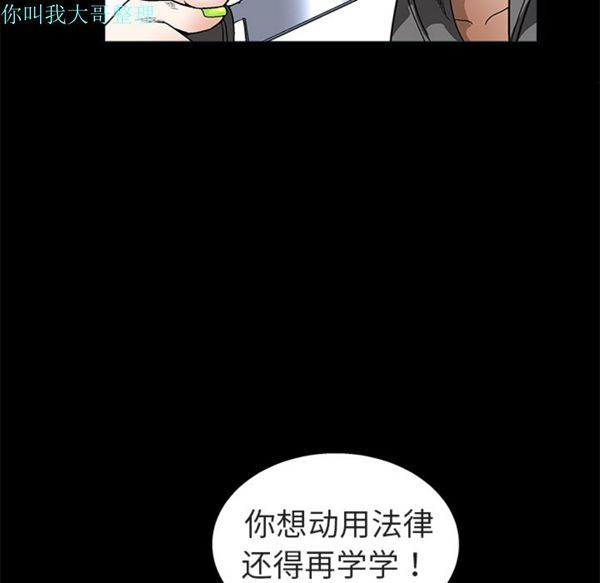 你叫我大哥整理
你想动用法律
还得再学学！